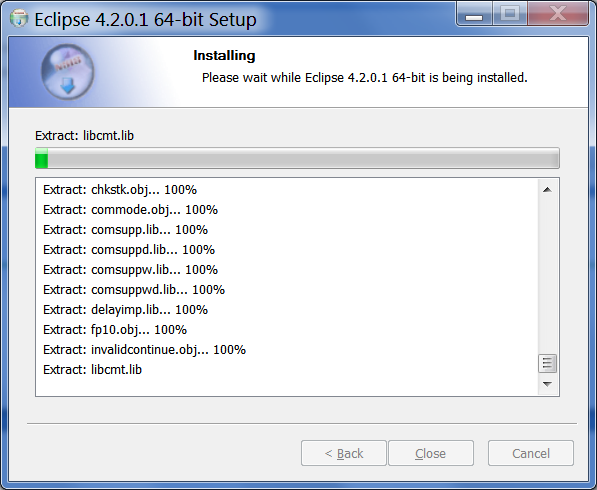 Eclipse 4.2.0.1 64-bit Setup
Installing
Please wait while Eclipse 4.2.0.1 64-bit is being installed.
Extract: libcmt.lib
Extract: chkstk.obj... 100%
Extract: commode.obj... 100%
Extract: comsupp.lib... 100%
Extract: comsuppd.lib... 100%
Extract: comsuppw.lib... 100%
Extract: comsuppwd.lib... 100%
Extract: delayimp.lib... 100%
Extract: fp10.obj... 100%
Extract: invalidcontinue.obj... 100%
Extract: libcmt.lib
< Back
Close
Cancel